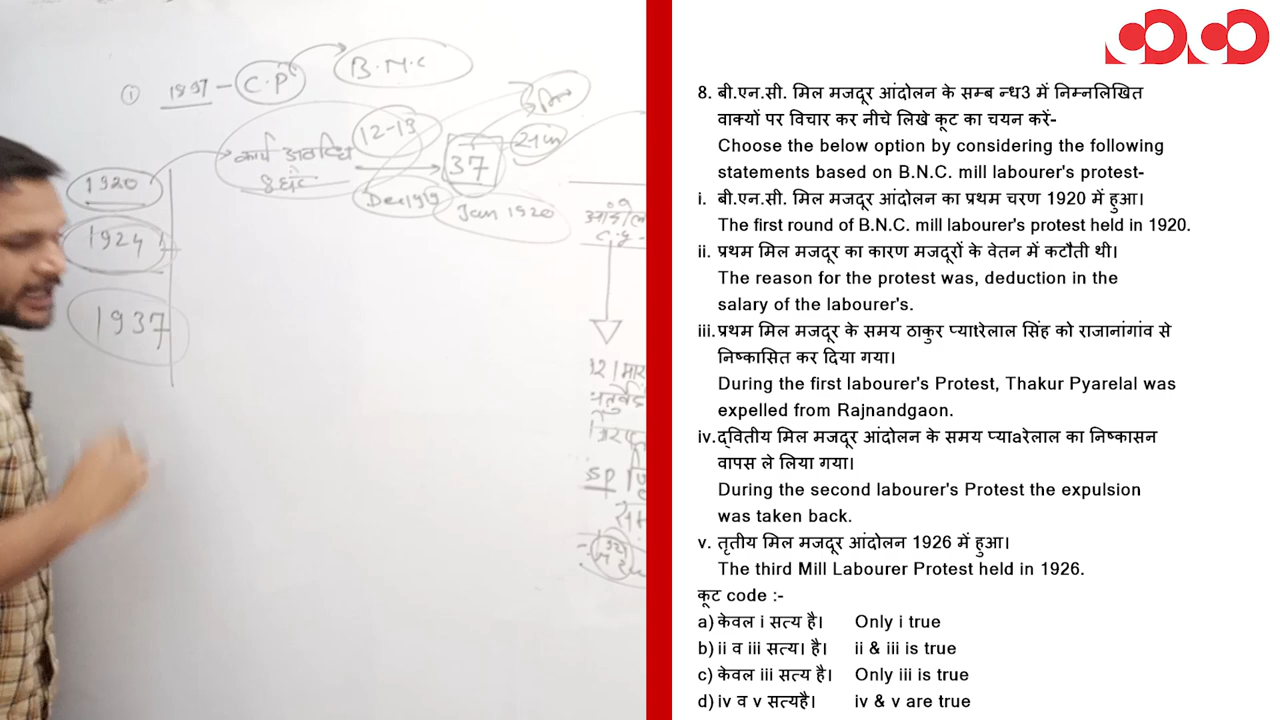 ① 1897 - C.P B.N.C
कार्य अवधि 12-13 37
8 घंटे
1920 Dec 1919 Jan 1920
1924
1937
8. बी.एन.सी. मिल मजदूर आंदोलन के सम्ब न्ध3 में निम्नलिखित
वाक्यों पर विचार कर नीचे लिखे कूट का चयन करें-
Choose the below option by considering the following
statements based on B.N.C. mill labourer's protest-
i. बी.एन.सी. मिल मजदूर आंदोलन का प्रथम चरण 1920 में हुआ।
The first round of B.N.C. mill labourer's protest held in 1920.
ii. प्रथम मिल मजदूर का कारण मजदूरों के वेतन में कटौती थी।
The reason for the protest was, deduction in the
salary of the labourer's.
iii. प्रथम मिल मजदूर के समय ठाकुर प्याtरेलाल सिंह को राजानांगांव से
निष्कासित कर दिया गया।
During the first labourer's Protest, Thakur Pyarelal was
expelled from Rajnandgaon.
iv. द्वितीय मिल मजदूर आंदोलन के समय प्याaरेलाल का निष्कासन
वापस ले लिया गया।
During the second labourer's Protest the expulsion
was taken back.
v. तृतीय मिल मजदूर आंदोलन 1926 में हुआ।
The third Mill Labourer Protest held in 1926.
कूट code :-
a) केवल i सत्य है। Only i true
b) ii व iii सत्य। है। ii & iii is true
c) केवल iii सत्य है। Only iii is true
d) iv व v सत्यहै। iv & v are true